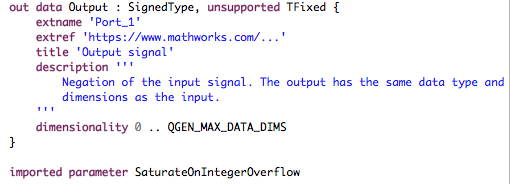 out data Output : SignedType, unsupported TFixed {
    extname 'Port_1'
    extref 'https://www.mathworks.com/...'
    title 'Output signal'
    description '''
        Negation of the input signal. The output has the same data type and
        dimensions as the input.
    '''
    dimensionality 0 .. QGEN_MAX_DATA_DIMS
}
imported parameter SaturateOnIntegerOverflow